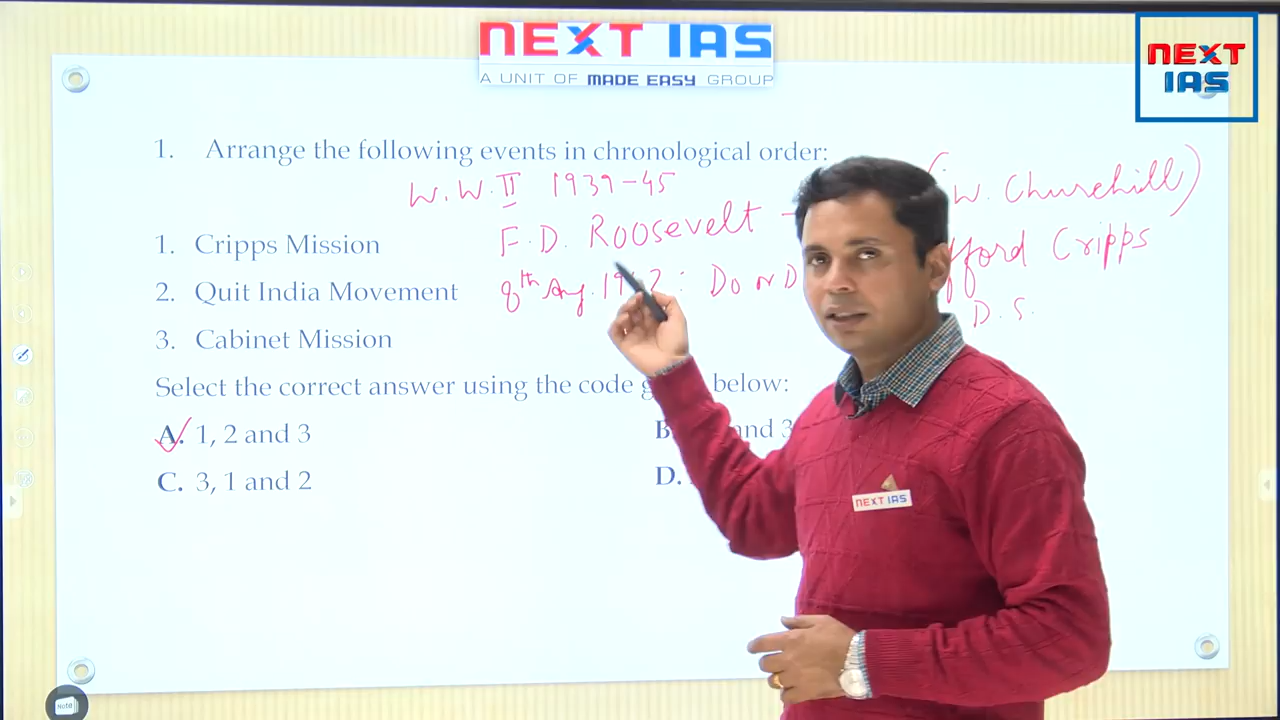 NEXT IAS
A UNIT OF MADE EASY GROUP
NEXT
IAS
1. Arrange the following events in chronological order:
W. W. II 1939-45
(W. Churchill)
F. D. Roosevelt -
Cripps
1. Cripps Mission
8th Aug. 1942 : Do or D
2. Quit India Movement
D. S.
3. Cabinet Mission
Select the correct answer using the code below:
A. 1, 2 and 3
B. and 3
C. 3, 1 and 2
D.
NEXT IAS